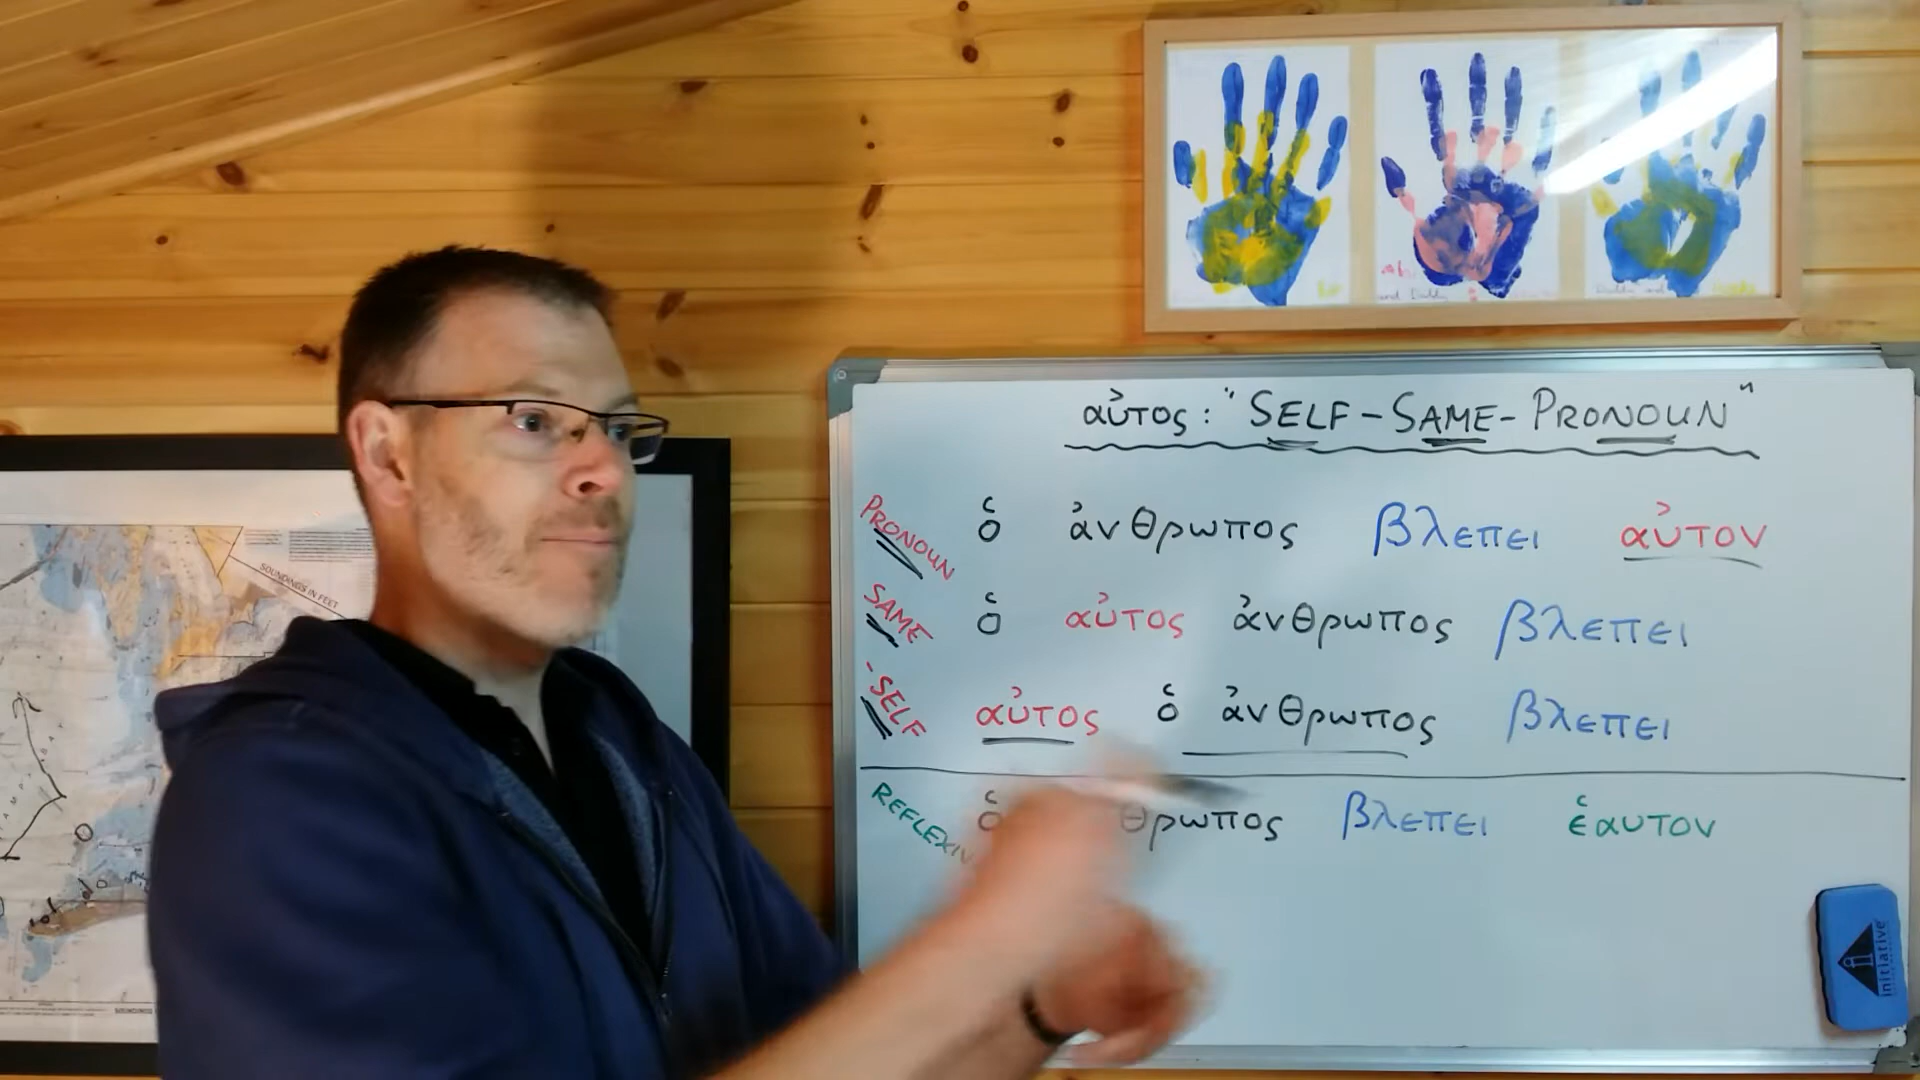 αὐτος: "SELF-SAME-PRONOUN"
PRONOUN ὁ ἀνθρωπος βλεπει αὐτον
SAME ὁ αὐτος ἀνθρωπος βλεπει
-SELF αὐτος ὁ ἀνθρωπος βλεπει
REFLEXIV ὁ θρωπος βλεπει ἑαυτον
initiative
SOUNDINGS IN FEET